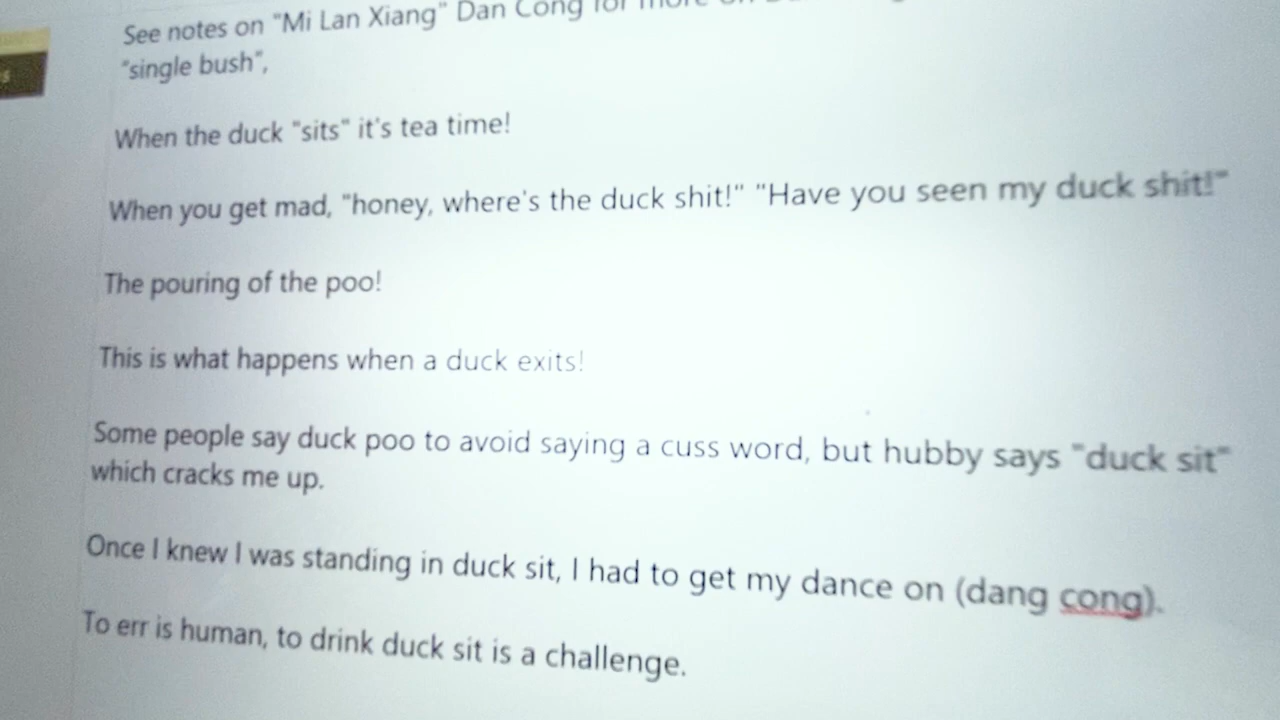 See notes on "Mi Lan Xiang" Dan Cong for more on
"single bush",
When the duck "sits" it's tea time!
When you get mad, "honey, where's the duck shit!" "Have you seen my duck shit!"
The pouring of the poo!
This is what happens when a duck exits!
Some people say duck poo to avoid saying a cuss word, but hubby says "duck sit"
which cracks me up.
Once I knew I was standing in duck sit, I had to get my dance on (dang cong).
To err is human, to drink duck sit is a challenge.